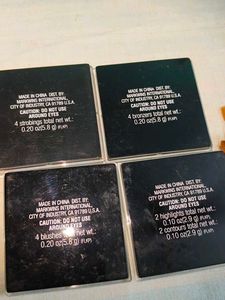 MADE IN CHINA DIST. BY:
MARKWINS INTERNATIONAL,
CITY OF INDUSTRY, CA 91789 U.S.A.
CAUTION: DO NOT USE
AROUND EYES
4 strobings total net wt.:
0.20 oz(5.8 g)
MADE IN CHINA DIST. BY:
MARKWINS INTERNATIONAL,
CITY OF INDUSTRY, CA 91789 U.S.A.
CAUTION: DO NOT USE
AROUND EYES
4 bronzers total net wt.:
0.20 oz(5.8 g)
MADE IN CHINA DIST. BY:
MARKWINS INTERNATIONAL,
CITY OF INDUSTRY, CA 91789 U.S.A.
CAUTION: DO NOT USE
AROUND EYES
4 blushes total net wt.:
0.20 oz(5.8 g)
MADE IN CHINA DIST. BY:
MARKWINS INTERNATIONAL,
CITY OF INDUSTRY, CA 91789 U.S.A.
CAUTION: DO NOT USE
AROUND EYES
2 highlights total net wt.:
0.10 oz(2.9 g)
2 contours total net wt.:
0.10 oz(2.9 g)